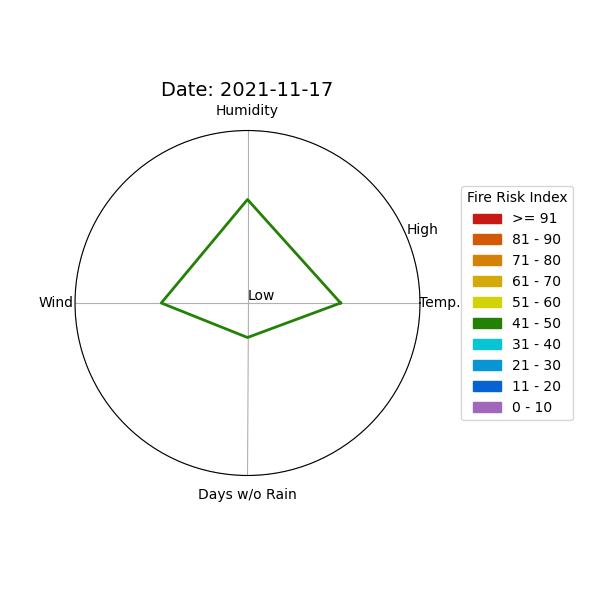 Date: 2021-11-17
Humidity
High
Low
Wind
Temp.
Days w/o Rain
Fire Risk Index
>= 91
81 - 90
71 - 80
61 - 70
51 - 60
41 - 50
31 - 40
21 - 30
11 - 20
0 - 10